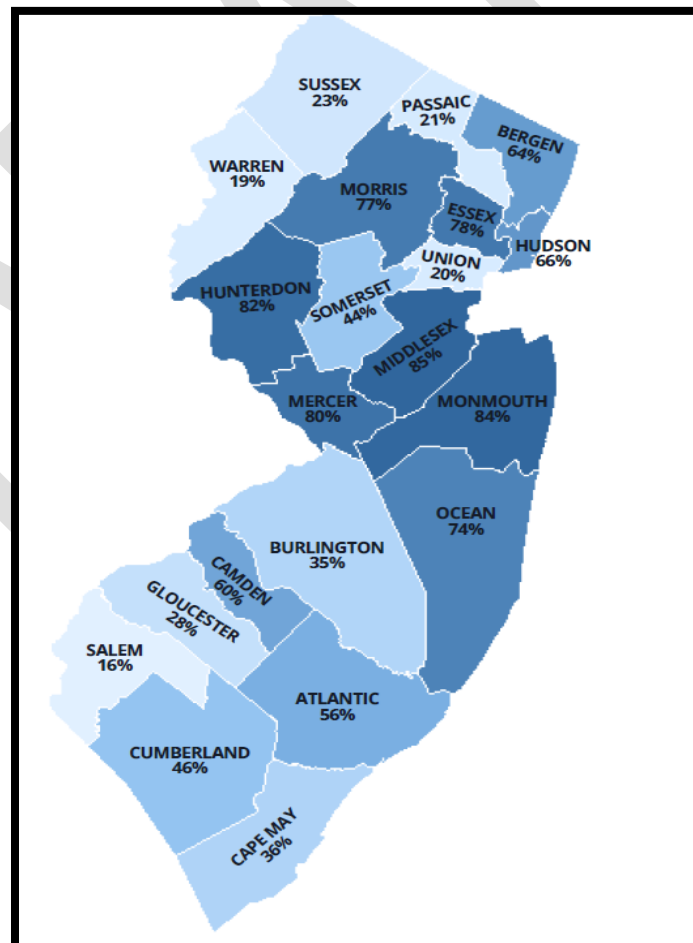 SUSSEX
23%
PASSAIC
21%
BERGEN
64%
WARREN
19%
MORRIS
77%
ESSEX
78%
HUDSON
66%
UNION
20%
HUNTERDON
82%
SOMERSET
44%
MIDDLESEX
85%
MERCER
80%
MONMOUTH
84%
OCEAN
74%
BURLINGTON
35%
CAMDEN
60%
GLOUCESTER
28%
SALEM
16%
ATLANTIC
56%
CUMBERLAND
46%
CAPE MAY
36%